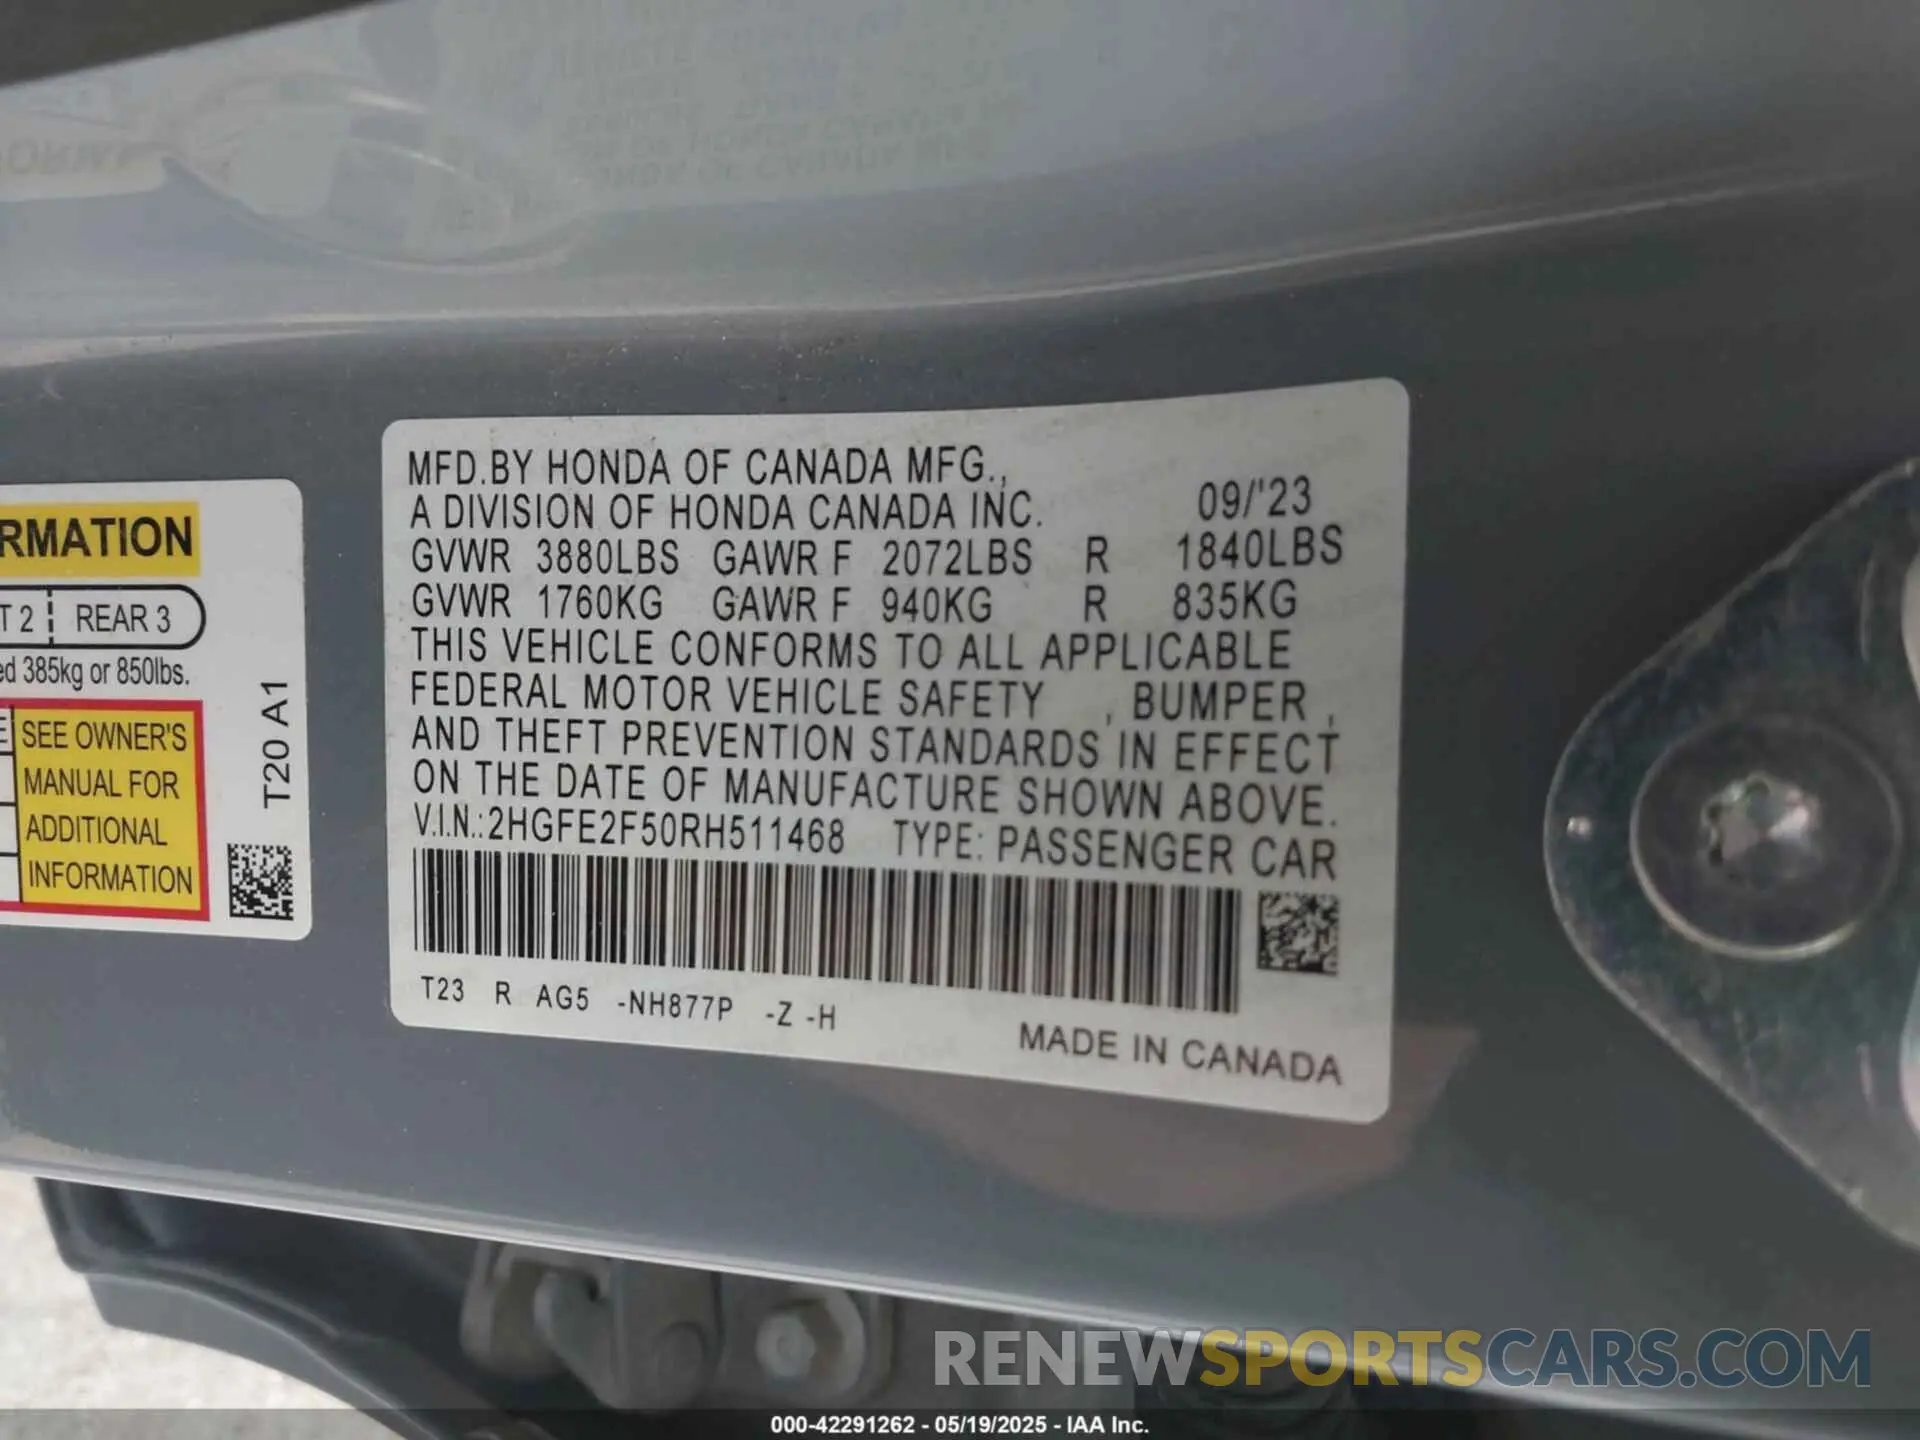 RMATION
T 2 | REAR 3
ed 385kg or 850lbs.
E SEE OWNER'S
MANUAL FOR
ADDITIONAL
INFORMATION
T20 A1
MFD.BY HONDA OF CANADA MFG.,
A DIVISION OF HONDA CANADA INC. 09/'23
GVWR 3880LBS GAWR F 2072LBS R 1840LBS
GVWR 1760KG GAWR F 940KG R 835KG
THIS VEHICLE CONFORMS TO ALL APPLICABLE
FEDERAL MOTOR VEHICLE SAFETY , BUMPER ,
AND THEFT PREVENTION STANDARDS IN EFFECT
ON THE DATE OF MANUFACTURE SHOWN ABOVE.
V.I.N.:2HGFE2F50RH511468 TYPE: PASSENGER CAR
T23 R AG5 -NH877P -Z -H
MADE IN CANADA
RENEWSPORTSCARS.COM
000-42291262 - 05/19/2025 - IAA Inc.